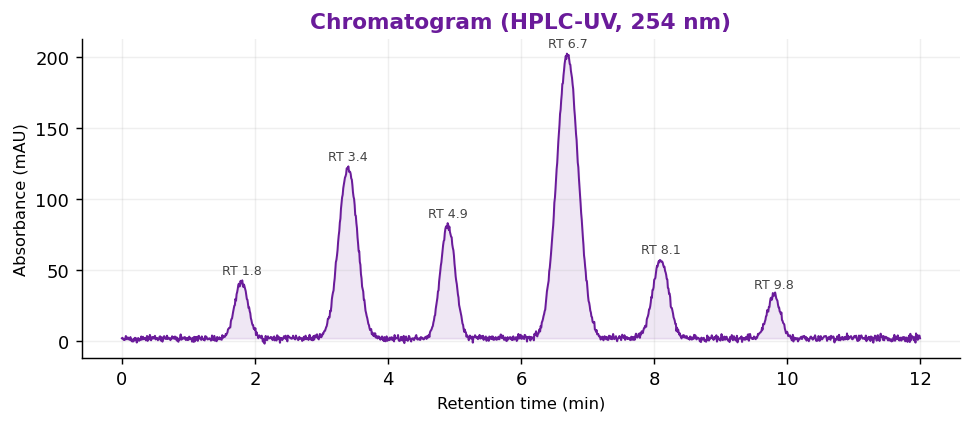 Chromatogram (HPLC-UV, 254 nm)
RT 6.7
RT 3.4
RT 4.9
RT 8.1
RT 1.8
RT 9.8
Absorbance (mAU)
200
150
100
50
0
0 2 4 6 8 10 12
Retention time (min)